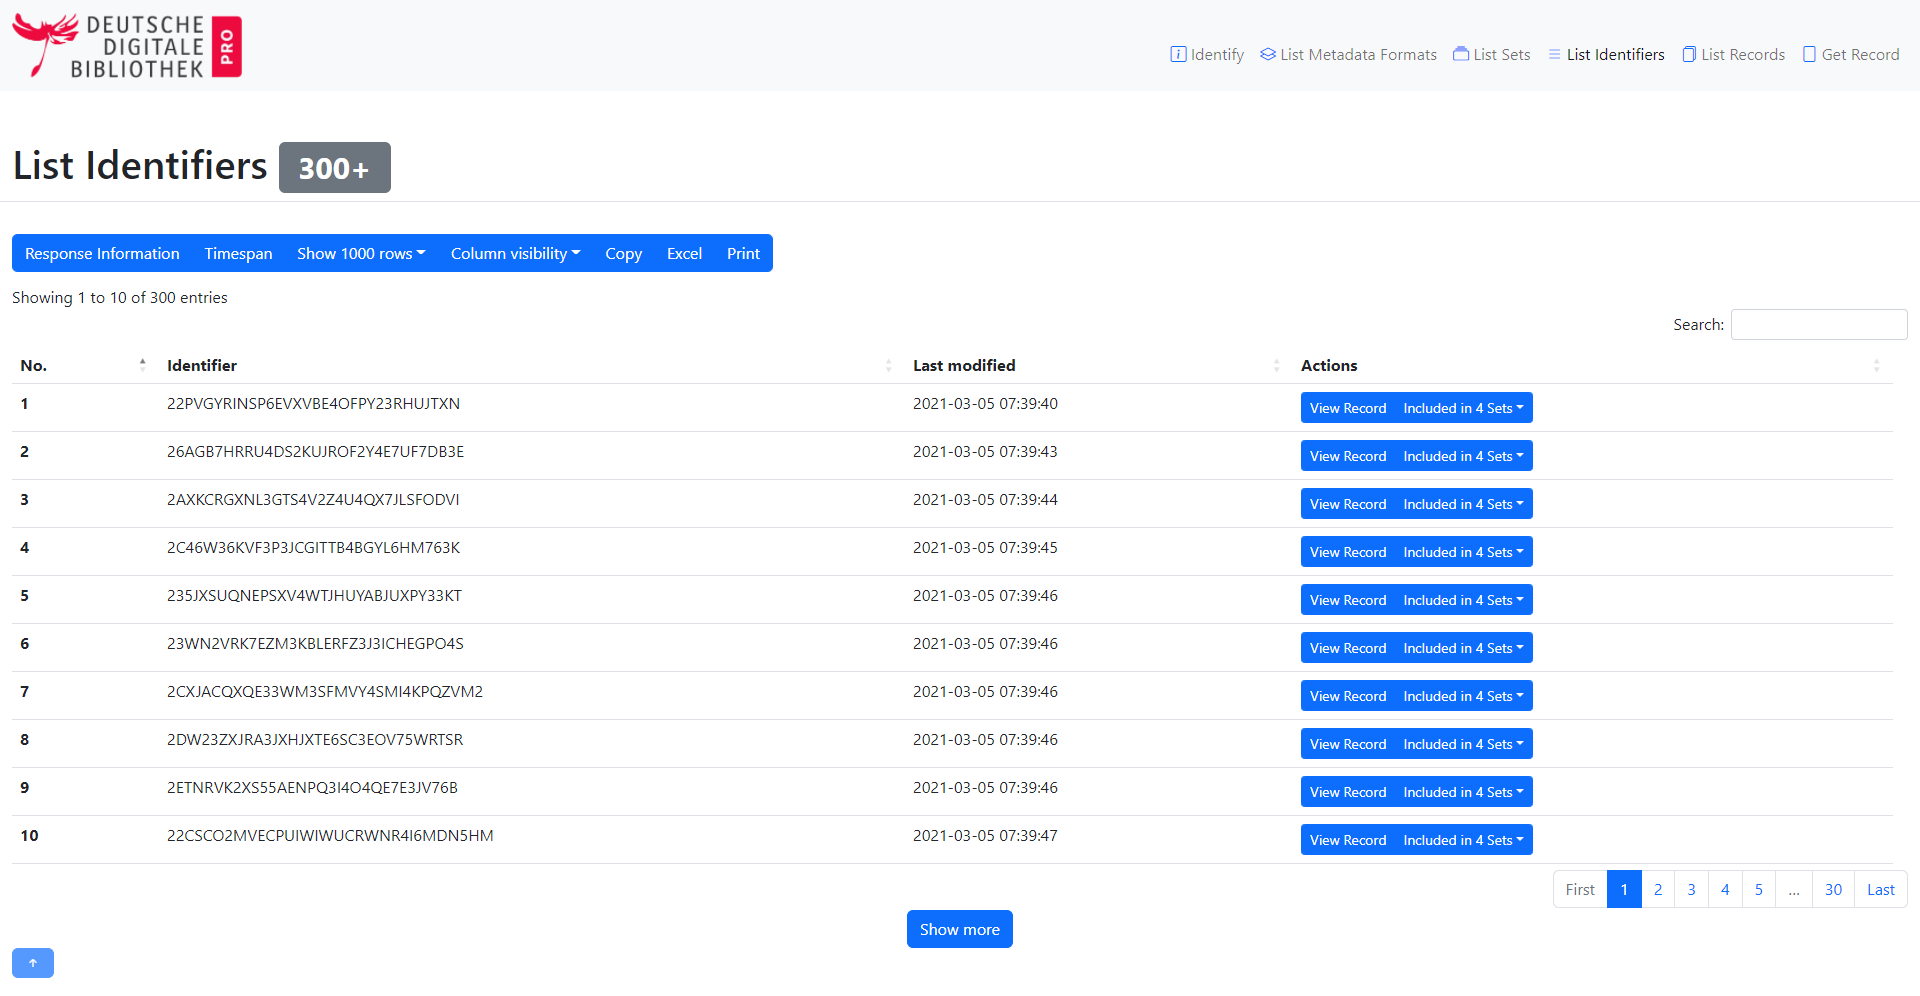 DEUTSCHE
DIGITALE
BIBLIOTHEK
PRO
Identify List Metadata Formats List Sets List Identifiers List Records Get Record
List Identifiers 300+
Response Information Timespan Show 1000 rows Column visibility Copy Excel Print
Showing 1 to 10 of 300 entries
Search:
No. Identifier Last modified Actions
1 22PVGYRINSP6EVXVBE4OFPY23RHUJTXN 2021-03-05 07:39:40 View Record Included in 4 Sets
2 26AGB7HRRU4DS2KUJROF2Y4E7UF7DB3E 2021-03-05 07:39:43 View Record Included in 4 Sets
3 2AXKCRGXNL3GTS4V2Z4U4QX7JLSFODVI 2021-03-05 07:39:44 View Record Included in 4 Sets
4 2C46W36KVF3P3JCGITTB4BGYL6HM763K 2021-03-05 07:39:45 View Record Included in 4 Sets
5 235JXSUQNEPSXV4WTJHUYABJUXPY33KT 2021-03-05 07:39:46 View Record Included in 4 Sets
6 23WN2VRK7EZM3KBLERFZ3J3ICHEGPO4S 2021-03-05 07:39:46 View Record Included in 4 Sets
7 2CXJACQXQE33WM3SFMVY4SMI4KPQZVM2 2021-03-05 07:39:46 View Record Included in 4 Sets
8 2DW23ZXJRA3JXHJXTE6SC3EOV75WRTSR 2021-03-05 07:39:46 View Record Included in 4 Sets
9 2ETNRVK2XS55AENPQ3I4O4QE7E3JV76B 2021-03-05 07:39:46 View Record Included in 4 Sets
10 22CSCO2MVECPUIWIWUCRWNR4I6MDN5HM 2021-03-05 07:39:47 View Record Included in 4 Sets
First 1 2 3 4 5 ... 30 Last
Show more